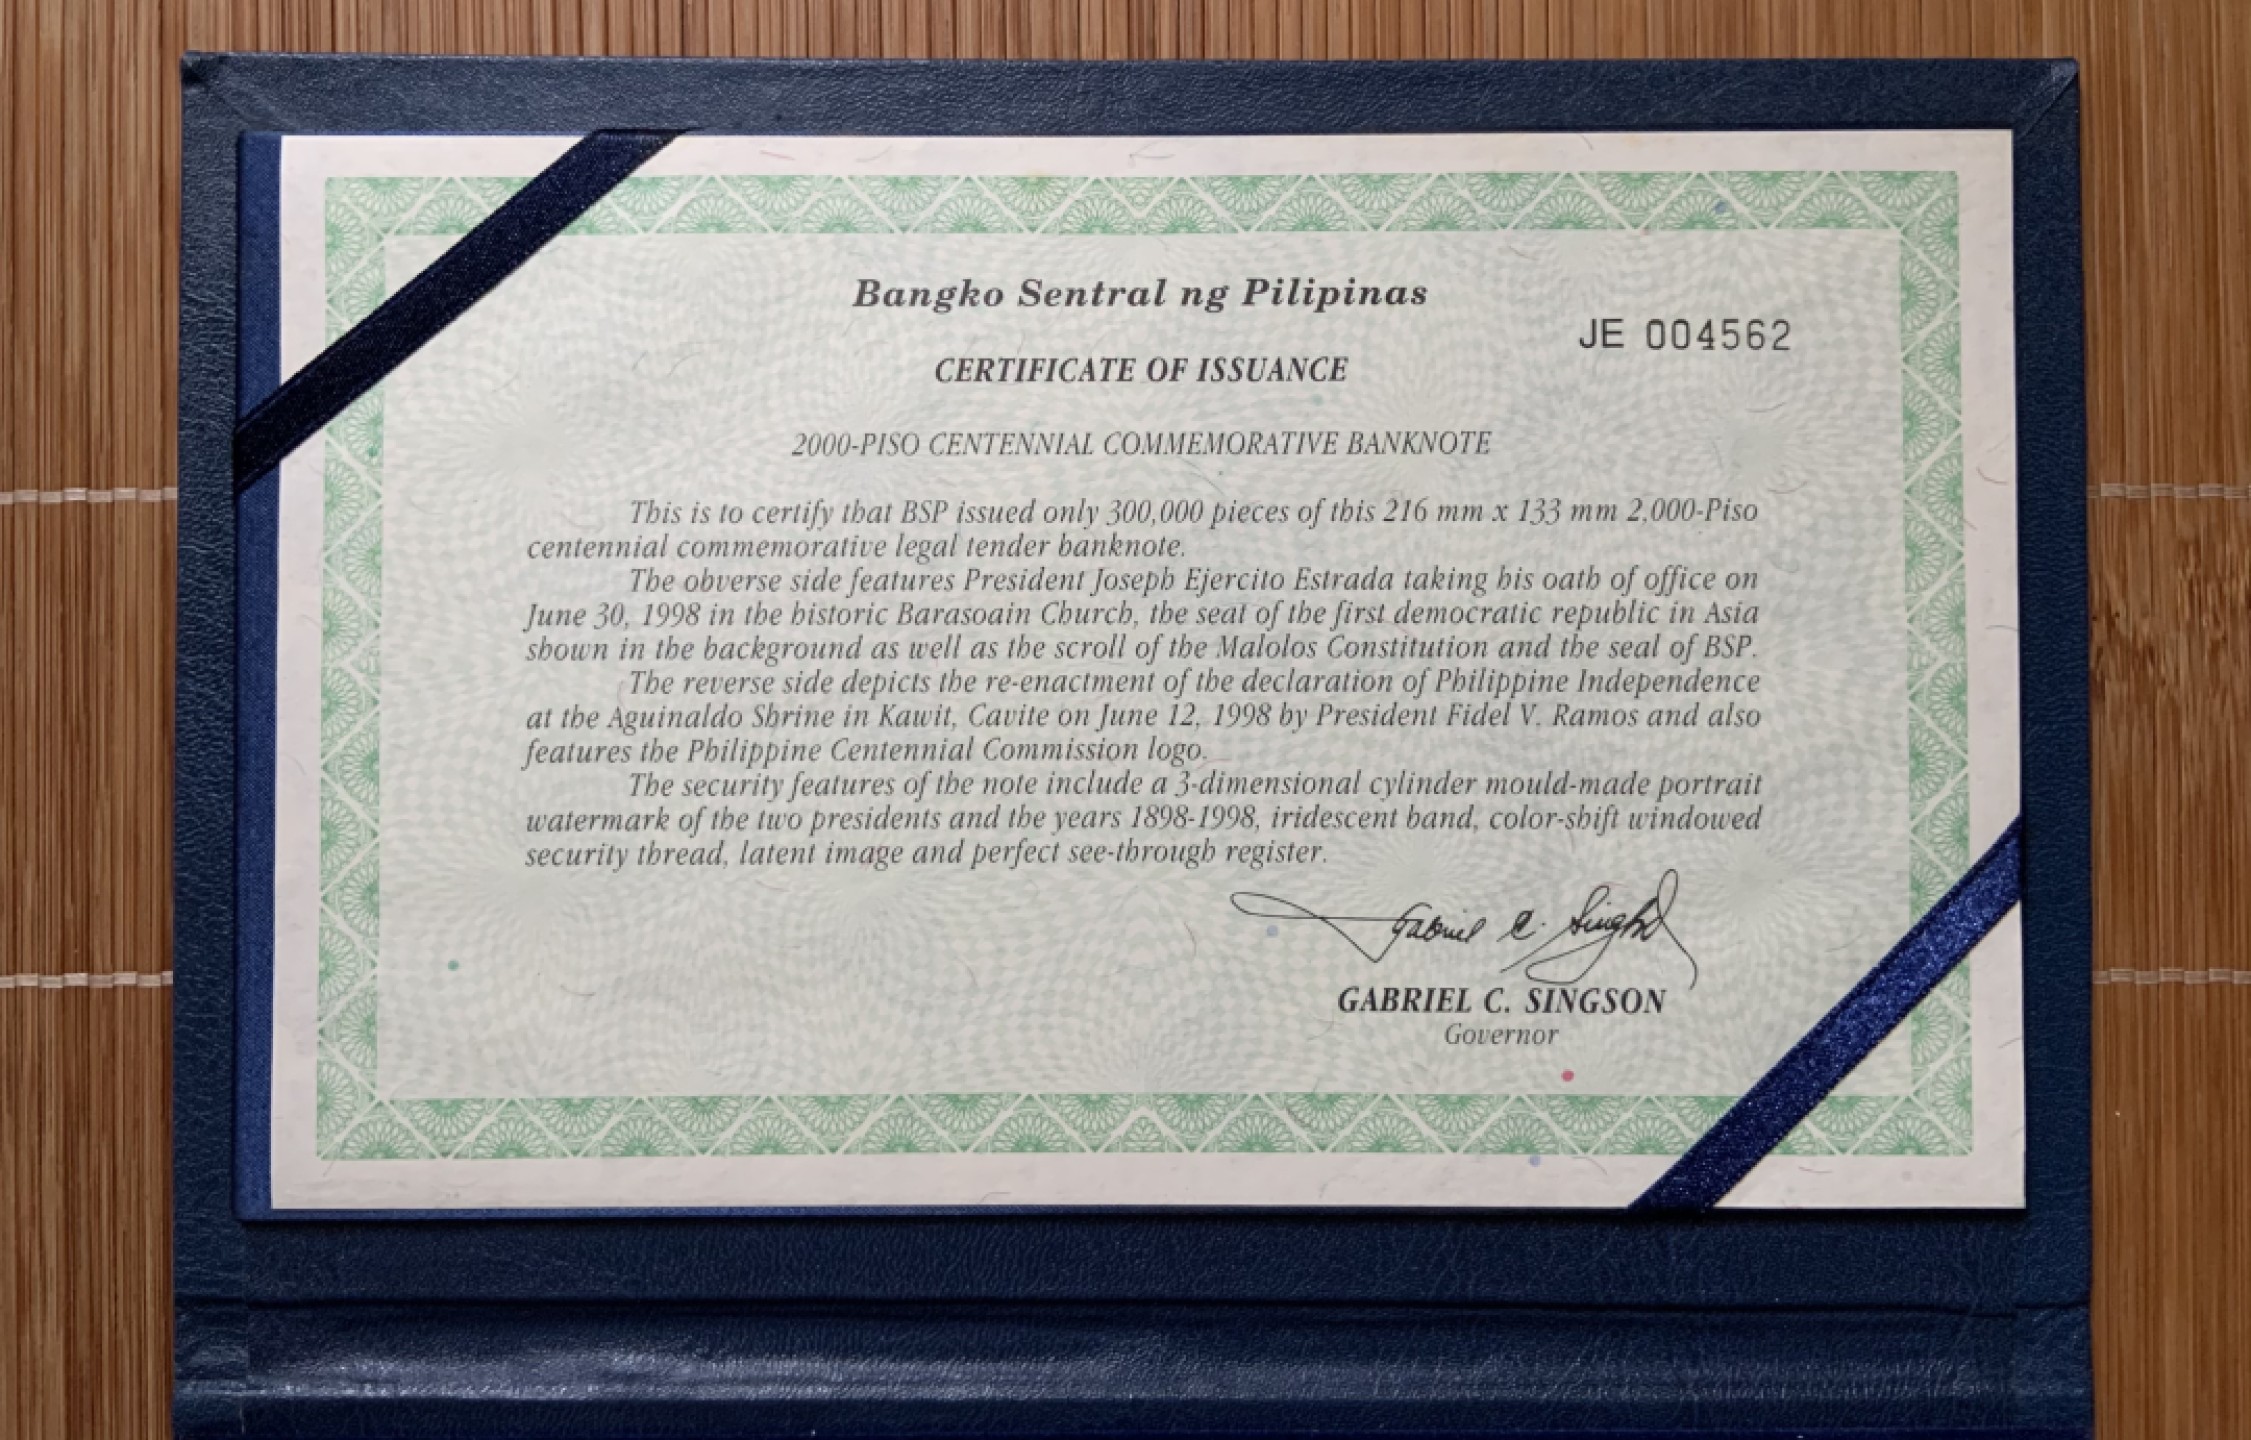 Bangko Sentral ng Pilipinas
JE 004562
CERTIFICATE OF ISSUANCE
2000-PISO CENTENNIAL COMMEMORATIVE BANKNOTE
This is to certify that BSP issued only 300,000 pieces of this 216 mm x 133 mm 2,000-Piso
centennial commemorative legal tender banknote.
The obverse side features President Joseph Ejercito Estrada taking his oath of office on
June 30, 1998 in the historic Barasoain Church, the seat of the first democratic republic in Asia
shown in the background as well as the scroll of the Malolos Constitution and the seal of BSP.
The reverse side depicts the re-enactment of the declaration of Philippine Independence
at the Aguinaldo Shrine in Kawit, Cavite on June 12, 1998 by President Fidel V. Ramos and also
features the Philippine Centennial Commission logo.
The security features of the note include a 3-dimensional cylinder mould-made portrait
watermark of the two presidents and the years 1898-1998, iridescent band, color-shift windowed
security thread, latent image and perfect see-through register.
Gabriel C. Singson
GABRIEL C. SINGSON
Governor